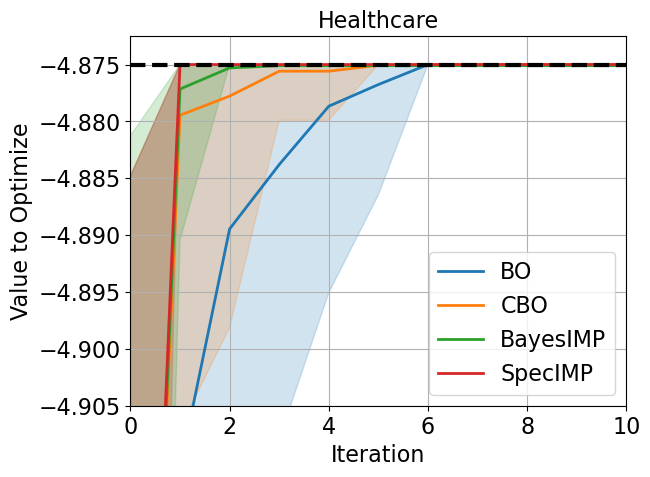 Healthcare
Value to Optimize
−4.875
−4.880
−4.885
−4.890
−4.895
−4.900
−4.905
BO
CBO
BayesIMP
SpecIMP
0 2 4 6 8 10
Iteration